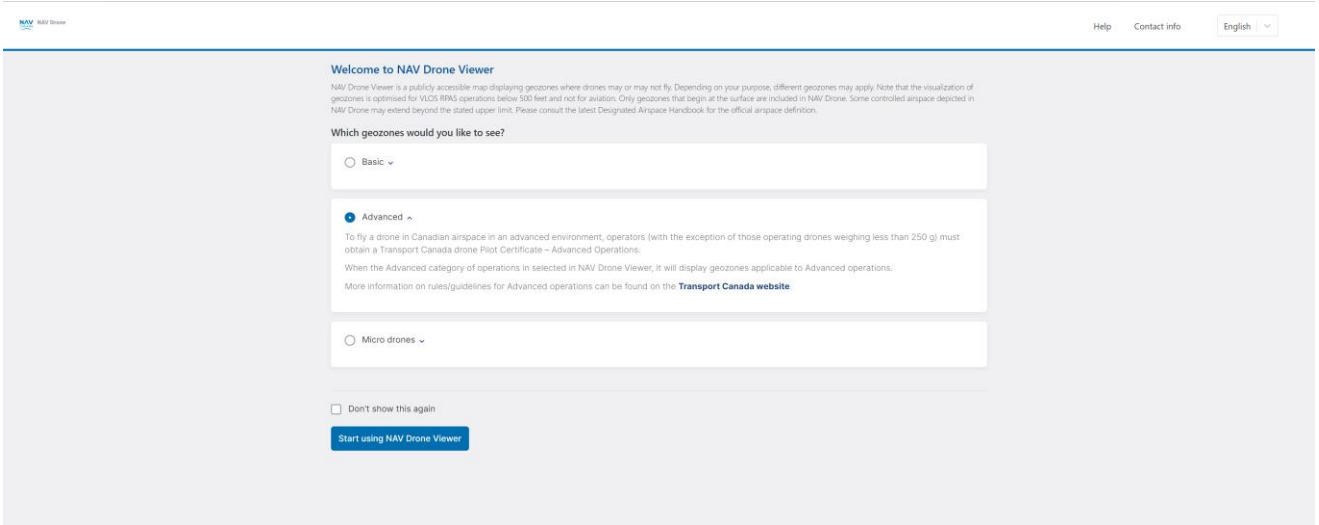 NAV NAV Drone
Help Contact info English
Welcome to NAV Drone Viewer
NAV Drone Viewer is a publicly accessible map displaying geozones where drones may or may not fly. Depending on your purpose, different geozones may apply. Note that the visualization of
geozones is optimised for VLOS RPAS operations below 500 feet and not for aviation. Only geozones that begin at the surface are included in NAV Drone. Some controlled airspace depicted in
NAV Drone may extend beyond the stated upper limit. Please consult the latest Designated Airspace Handbook for the official airspace definition.
Which geozones would you like to see?
Basic
Advanced
To fly a drone in Canadian airspace in an advanced environment, operators (with the exception of those operating drones weighing less than 250 g) must
obtain a Transport Canada drone Pilot Certificate – Advanced Operations.
When the Advanced category of operations in selected in NAV Drone Viewer, it will display geozones applicable to Advanced operations.
More information on rules/guidelines for Advanced operations can be found on the Transport Canada website
Micro drones
Don't show this again
Start using NAV Drone Viewer